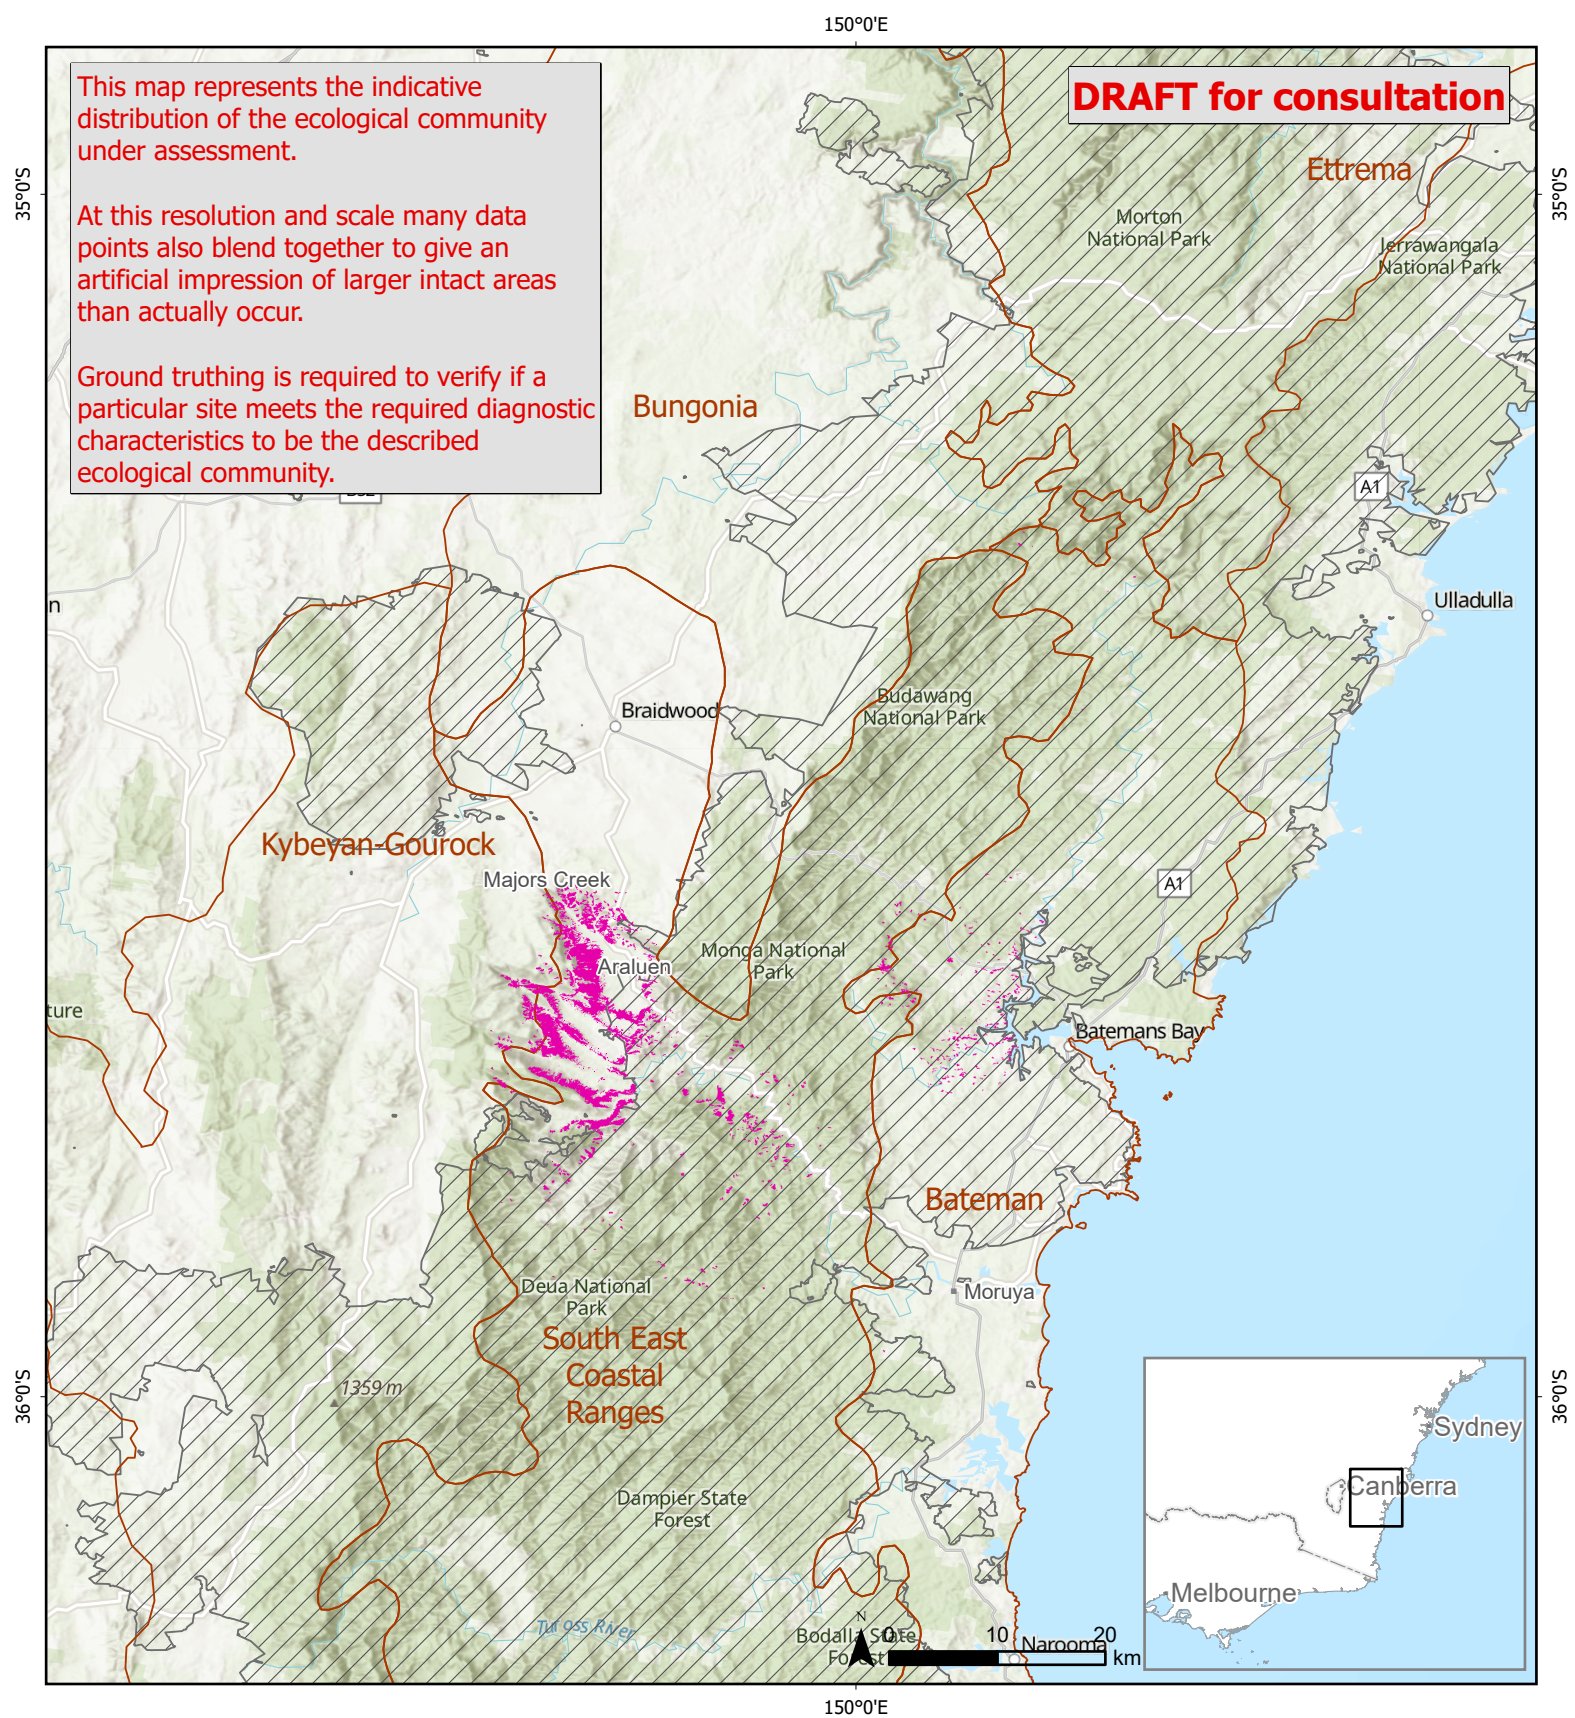 150°0'E
This map represents the indicative
distribution of the ecological community
under assessment.
At this resolution and scale many data
points also blend together to give an
artificial impression of larger intact areas
than actually occur.
Ground truthing is required to verify if a
particular site meets the required diagnostic
characteristics to be the described
ecological community.
DRAFT for consultation
Ettrema
35°0'S
35°0'S
Morton
National Park
Jerrawangala
National Park
Bungonia
A1
n
Ulladulla
Braidwood
Budawang
National Park
Kybeyan-Gourock
Majors Creek
A1
Monga National
Park
Araluen
ture
Batemans Bay
Bateman
Deua National
Park
Moruya
South East
Coastal
Ranges
1359 m
36°0'S
36°0'S
Sydney
Canberra
Dampier State
Forest
Melbourne
Tuross River
N
Bodalla State
Forest
0 10 20
km
Narooma
150°0'E